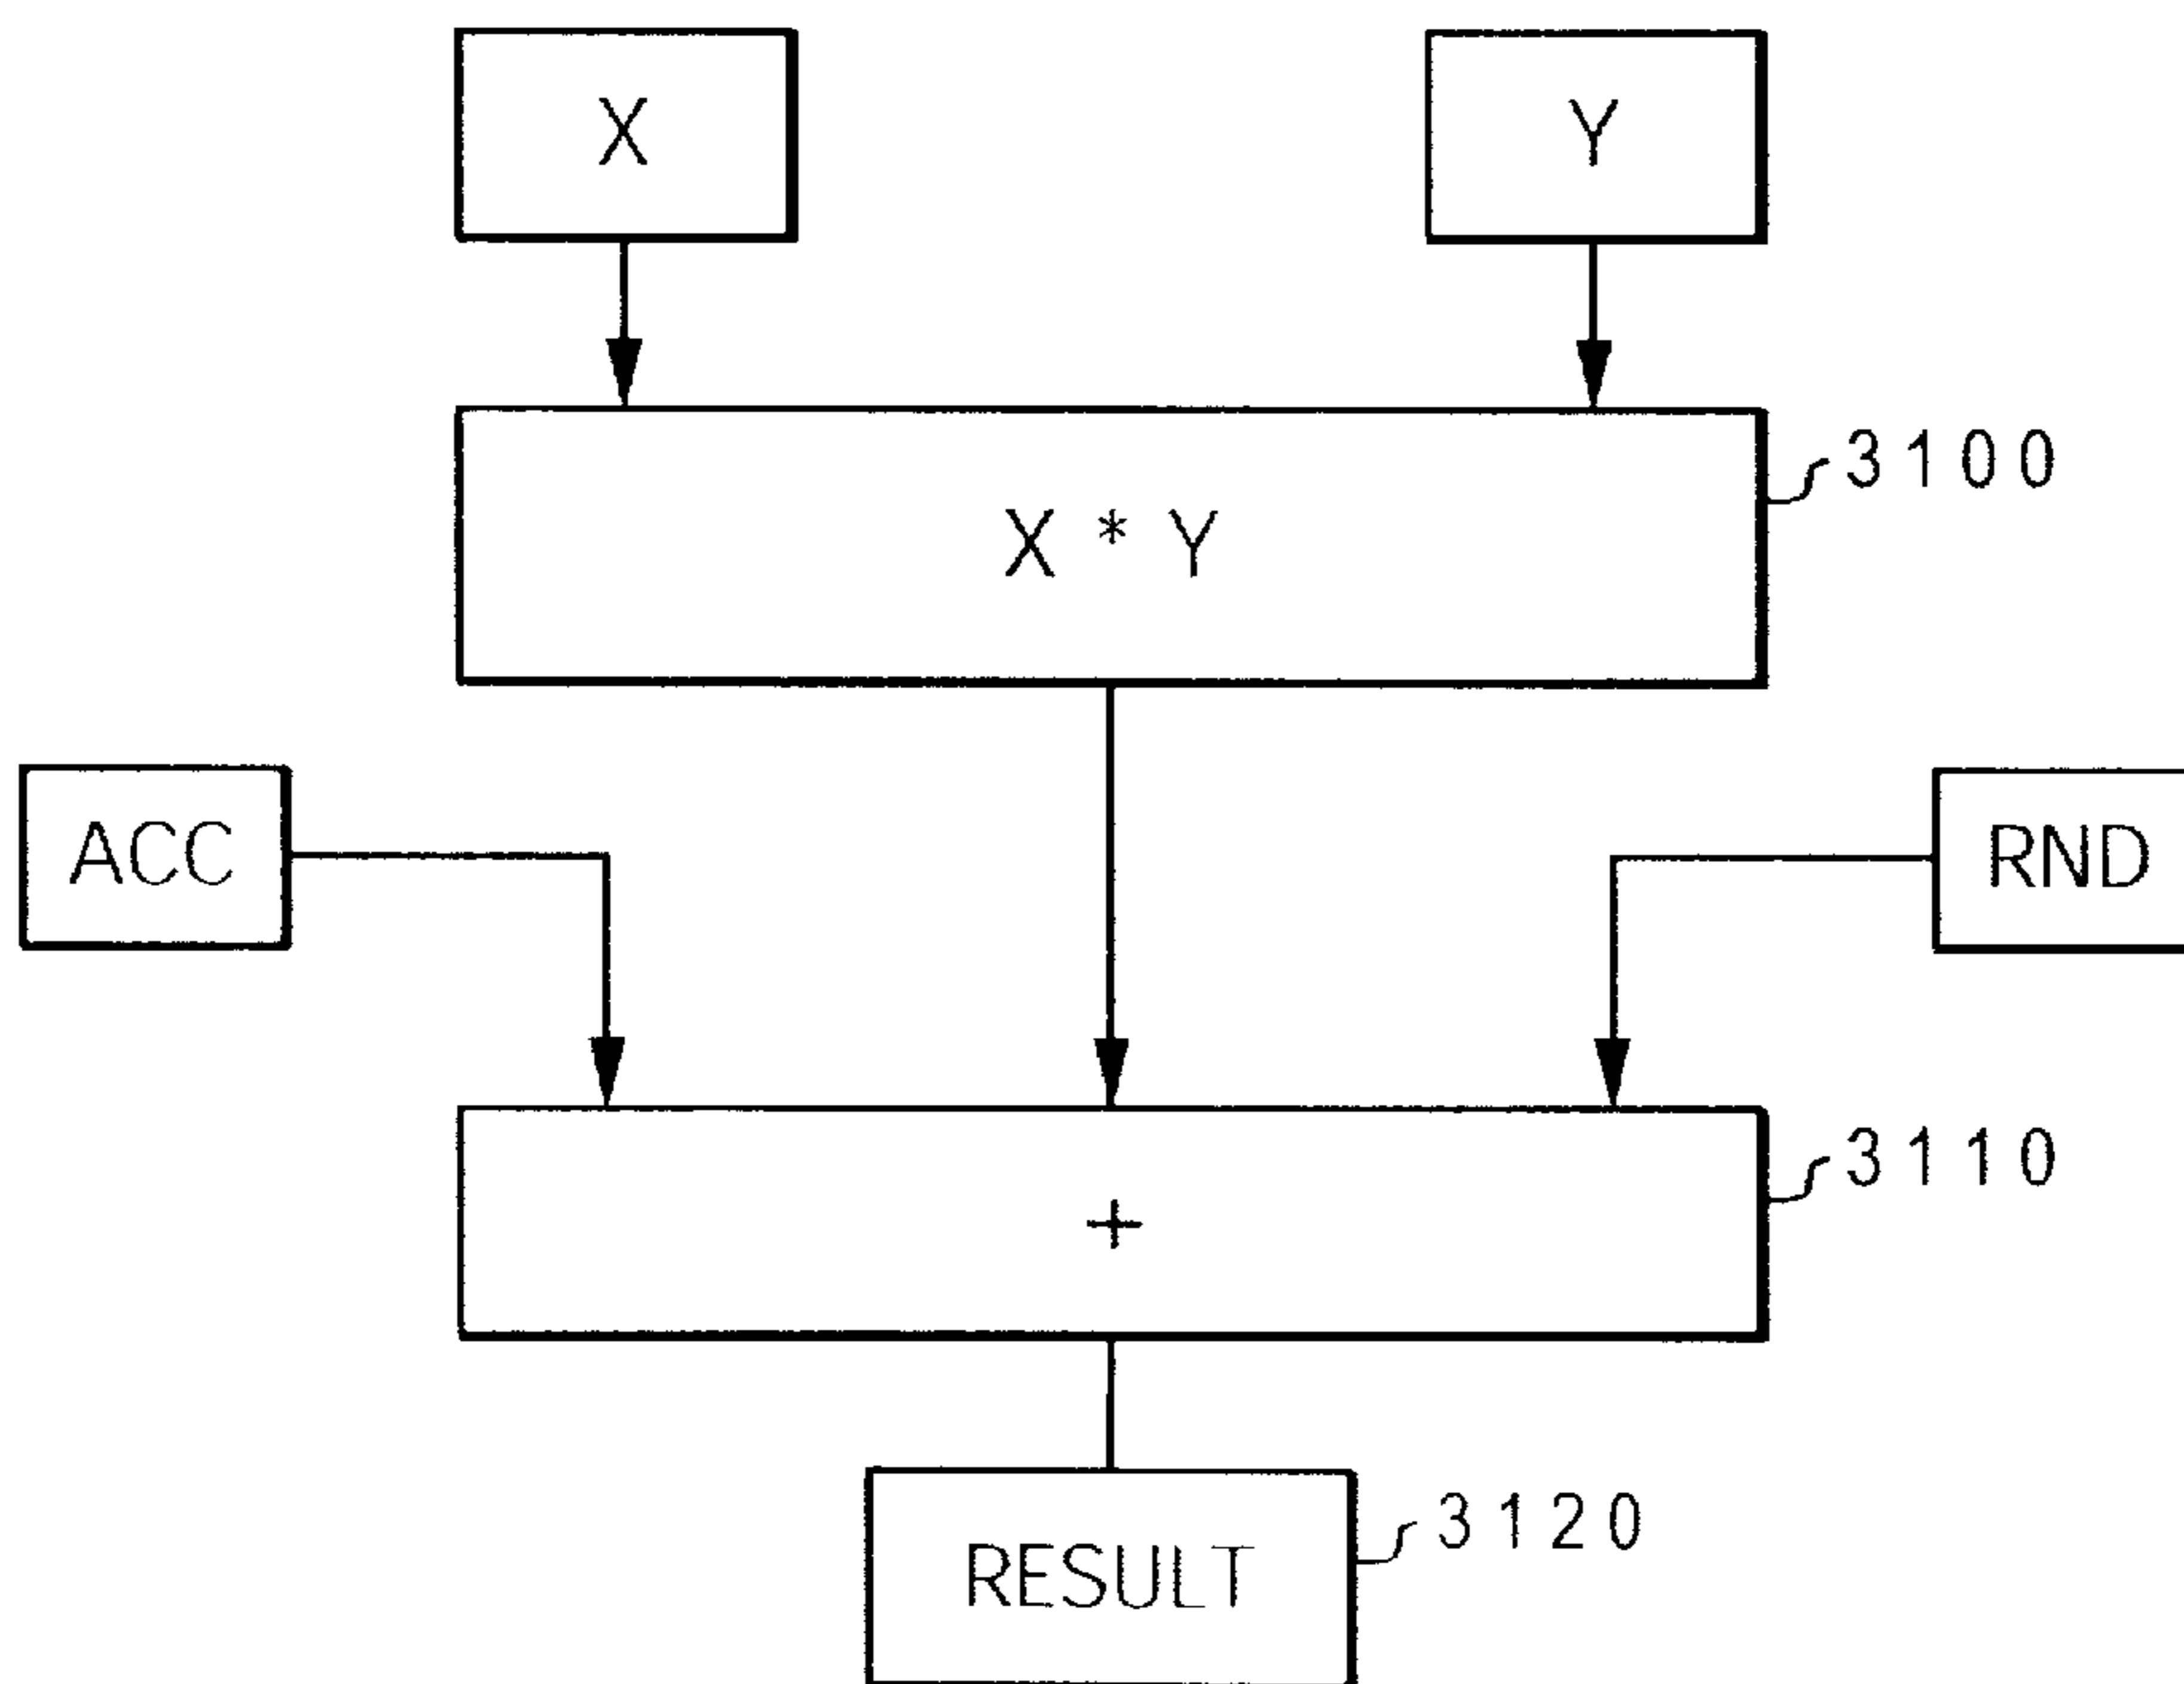 X
Y
3100
X * Y
ACC
RND
3110
+
3120
RESULT